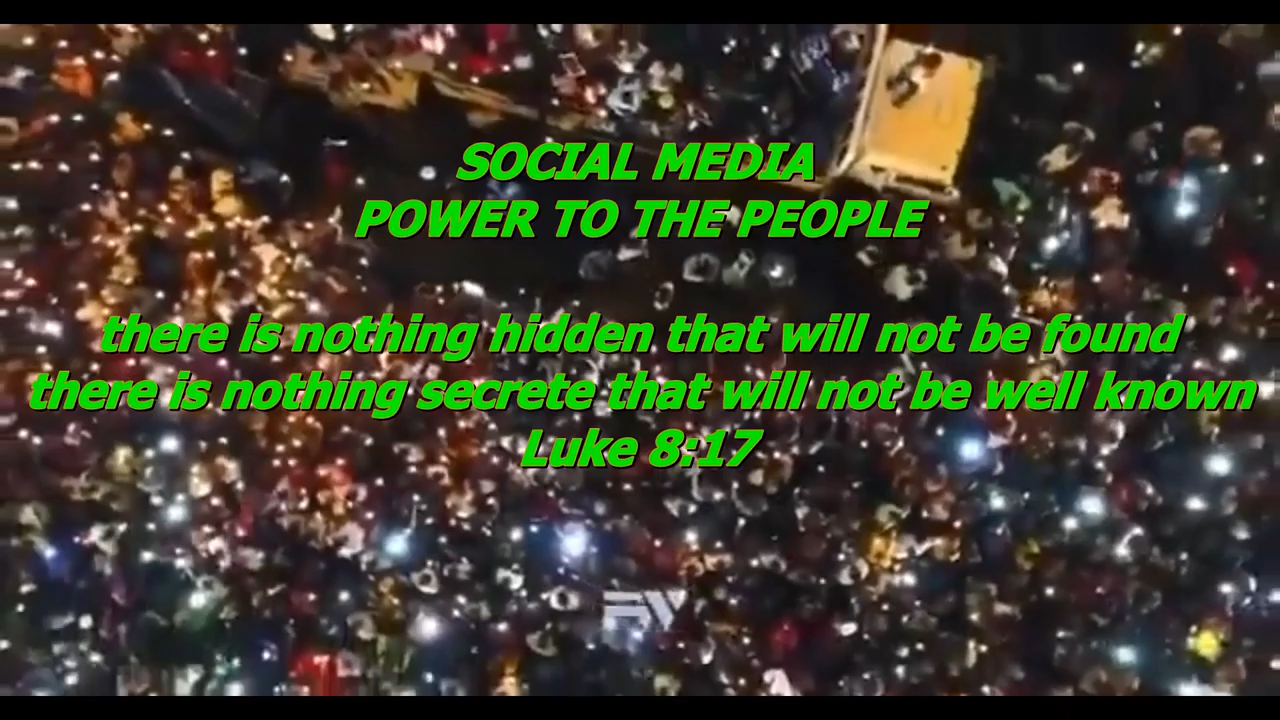 SOCIAL MEDIA
POWER TO THE PEOPLE
there is nothing hidden that will not be found
there is nothing secrete that will not be well known
Luke 8:17